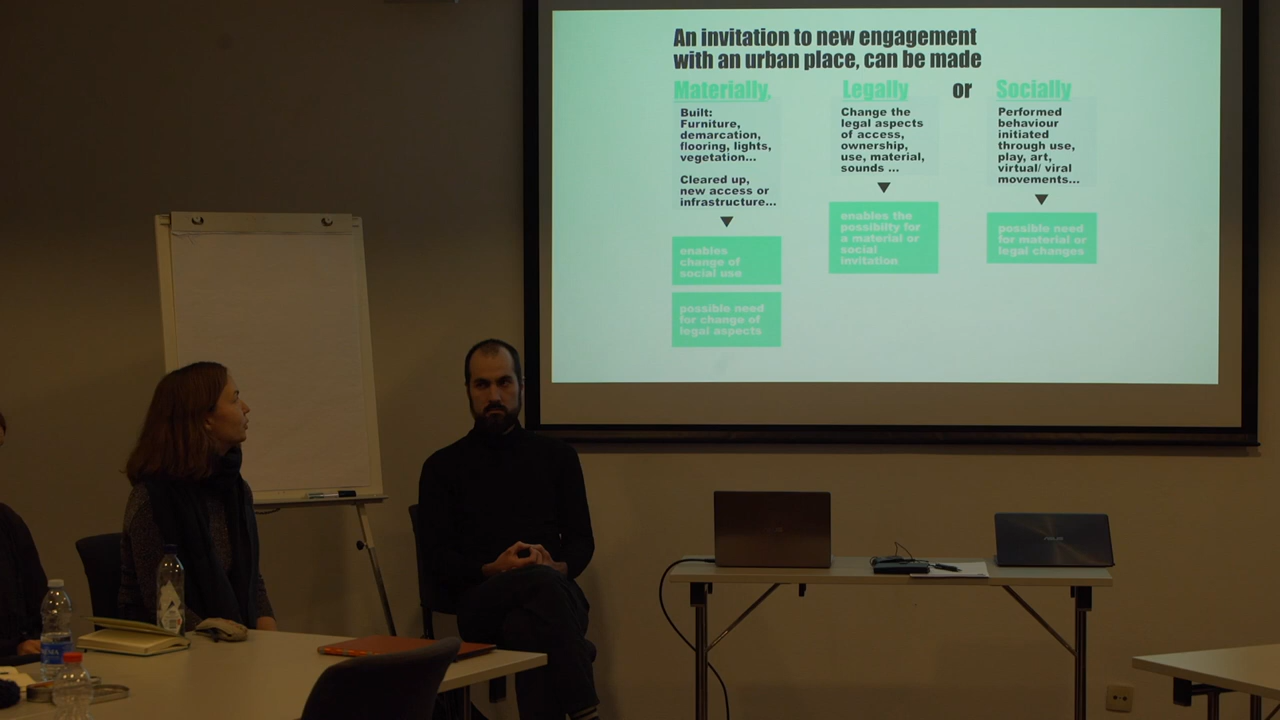 An invitation to new engagement
with an urban place, can be made
Materially, Legally or Socially
Built:
Furniture,
demarcation,
flooring, lights,
vegetation...
Cleared up,
new access or
infrastructure...
enables
change of
social use
possible need
for change of
legal aspects
Change the
legal aspects
of access,
ownership,
use, material,
sounds ...
enables the
possibilty for
a material or
social
invitation
Performed
behaviour
initiated
through use,
play, art,
virtual/ viral
movements...
possible need
for material or
legal changes